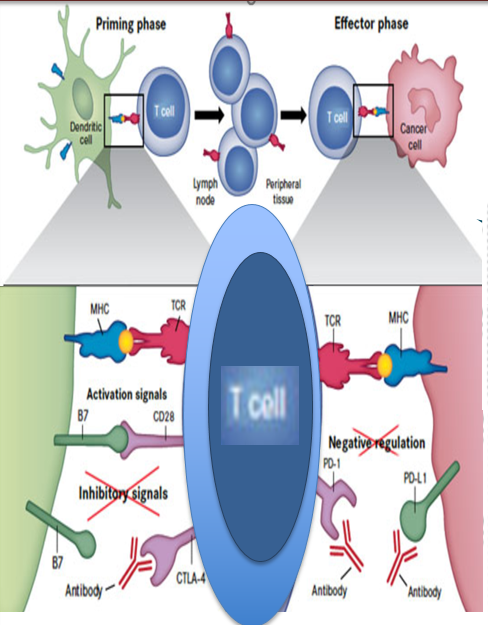 Priming phase
Effector phase
Dendritic
cell
T cell
Lymph
node
Peripheral
tissue
T cell
Cancer
cell
MHC
TCR
Activation signals
B7
CD28
Inhibitory signals
B7
Antibody
CTLA-4
T cell
TCR
MHC
Negative regulation
PD-1
PD-L1
Antibody
Antibody